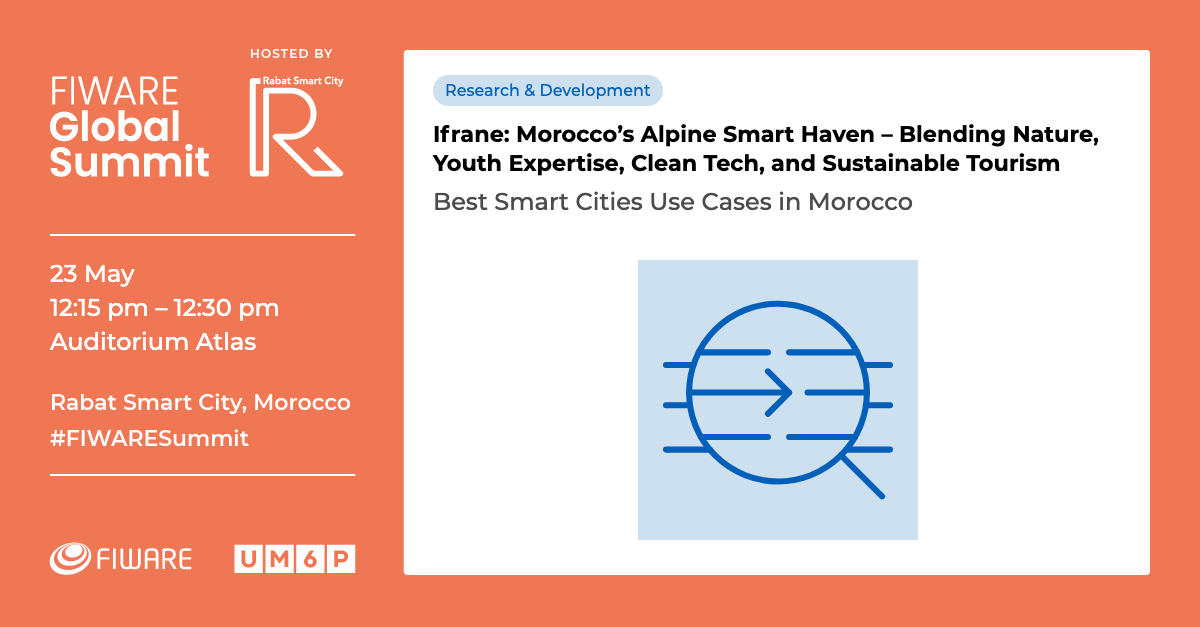 HOSTED BY
FIWARE
Global
Summit
Rabat Smart City
R
23 May
12:15 pm – 12:30 pm
Auditorium Atlas
Rabat Smart City, Morocco
#FIWARESummit
FIWARE
UM6P
Research & Development
Ifrane: Morocco’s Alpine Smart Haven – Blending Nature,
Youth Expertise, Clean Tech, and Sustainable Tourism
Best Smart Cities Use Cases in Morocco